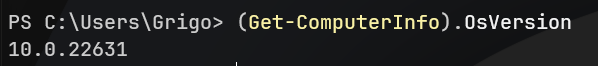 PS C:\Users\Grigo> (Get-ComputerInfo).OsVersion
10.0.22631